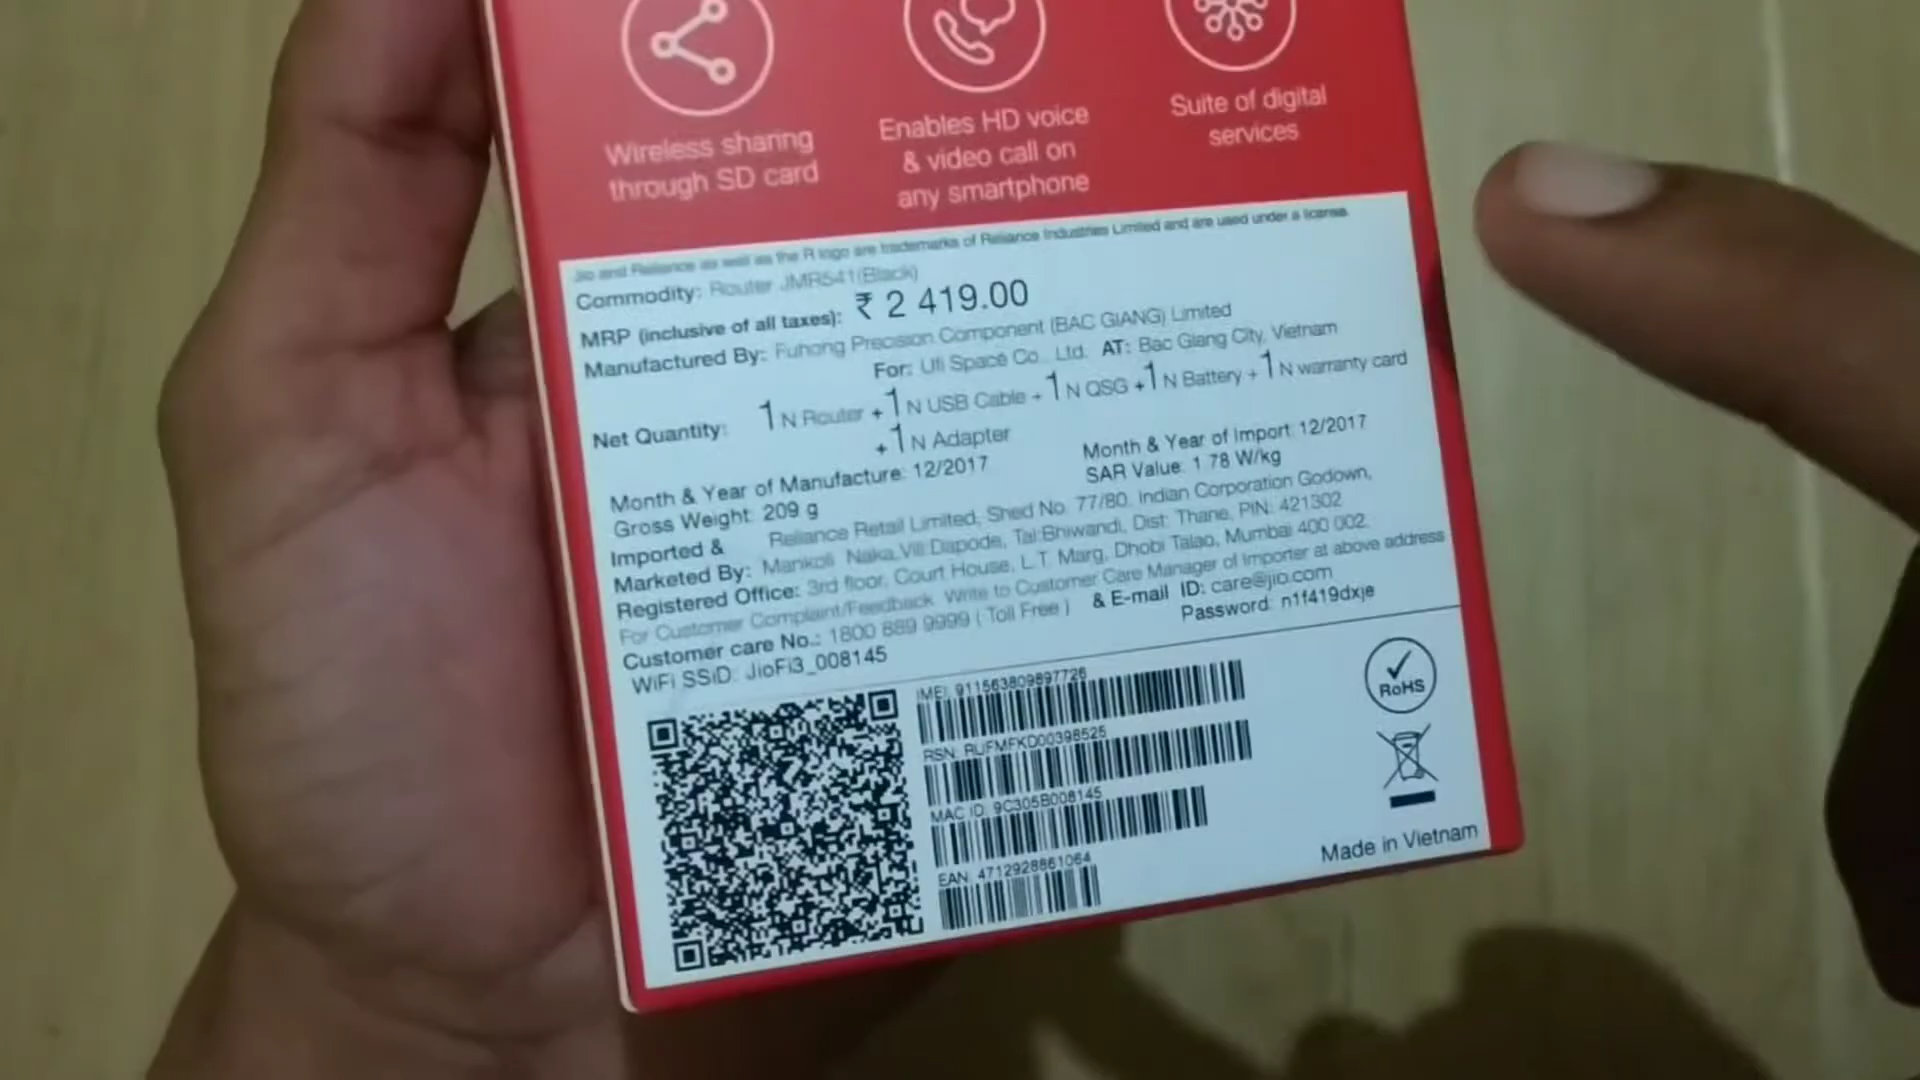 Wireless sharing
through SD card
Enables HD voice
& video call on
any smartphone
Suite of digital
services
Jio and Reliance as well as the R logo are trademarks of Reliance Industries Limited and are used under a license.
Commodity: Router JMR541(Black)
MRP (inclusive of all taxes): ₹ 2 419.00
Manufactured By: Fuhong Precision Component (BAC GIANG) Limited
For: Ufi Space Co., Ltd. AT: Bac Giang City, Vietnam
Net Quantity: 1 N Router + 1 N USB Cable + 1 N QSG + 1 N Battery + 1 N warranty card
+ 1 N Adapter
Month & Year of Manufacture: 12/2017 Month & Year of Import: 12/2017
Gross Weight: 209 g SAR Value: 1.78 W/kg
Imported & Marketed By: Reliance Retail Limited, Shed No. 77/80, Indian Corporation Godown,
Mankoli Naka, Vill:Dapode, Tal:Bhiwandi, Dist: Thane, PIN: 421302
Registered Office: 3rd floor, Court House, L.T. Marg, Dhobi Talao, Mumbai 400 002.
For Customer Complaint/Feedback Write to Customer Care Manager of Importer at above address
Customer care No.: 1800 889 9999 ( Toll Free ) & E-mail ID: care@jio.com
WiFi SSiD: JioFi3_008145 Password: n1f419dxje
IMEI: 911563809897726
RSN: RUFMFKD00398525
MAC ID: 9C305B008145
EAN: 4712928861064
RoHS
Made in Vietnam